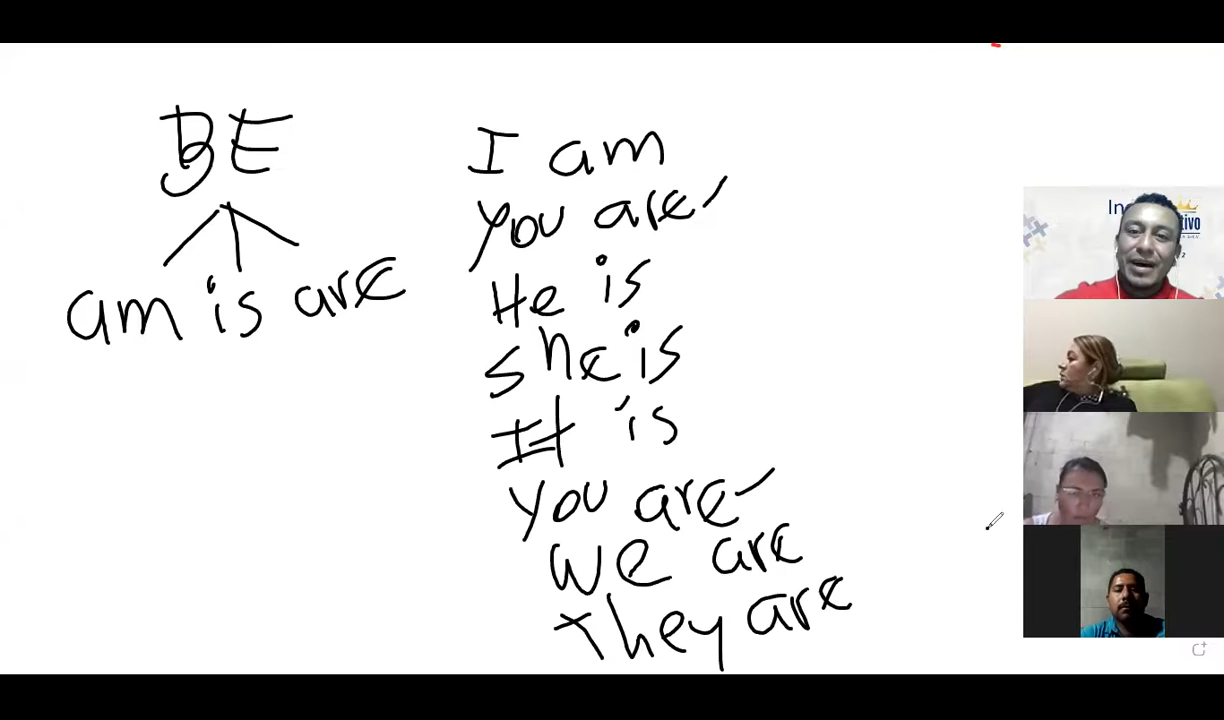 BE
am is are
I am
You are
He is
she is
It is
You are
we are
they are